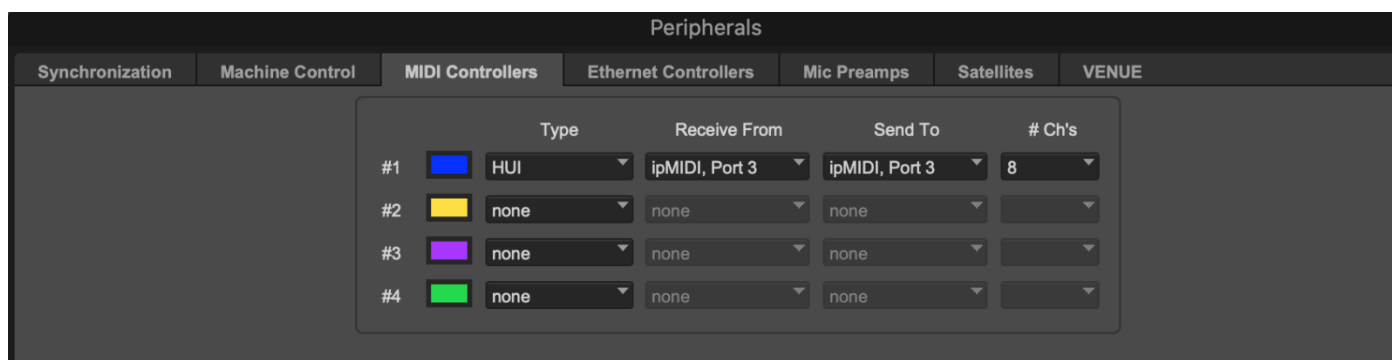 Peripherals
Synchronization Machine Control MIDI Controllers Ethernet Controllers Mic Preamps Satellites VENUE
Type Receive From Send To # Ch's
#1 HUI ipMIDI, Port 3 ipMIDI, Port 3 8
#2 none none none
#3 none none none
#4 none none none